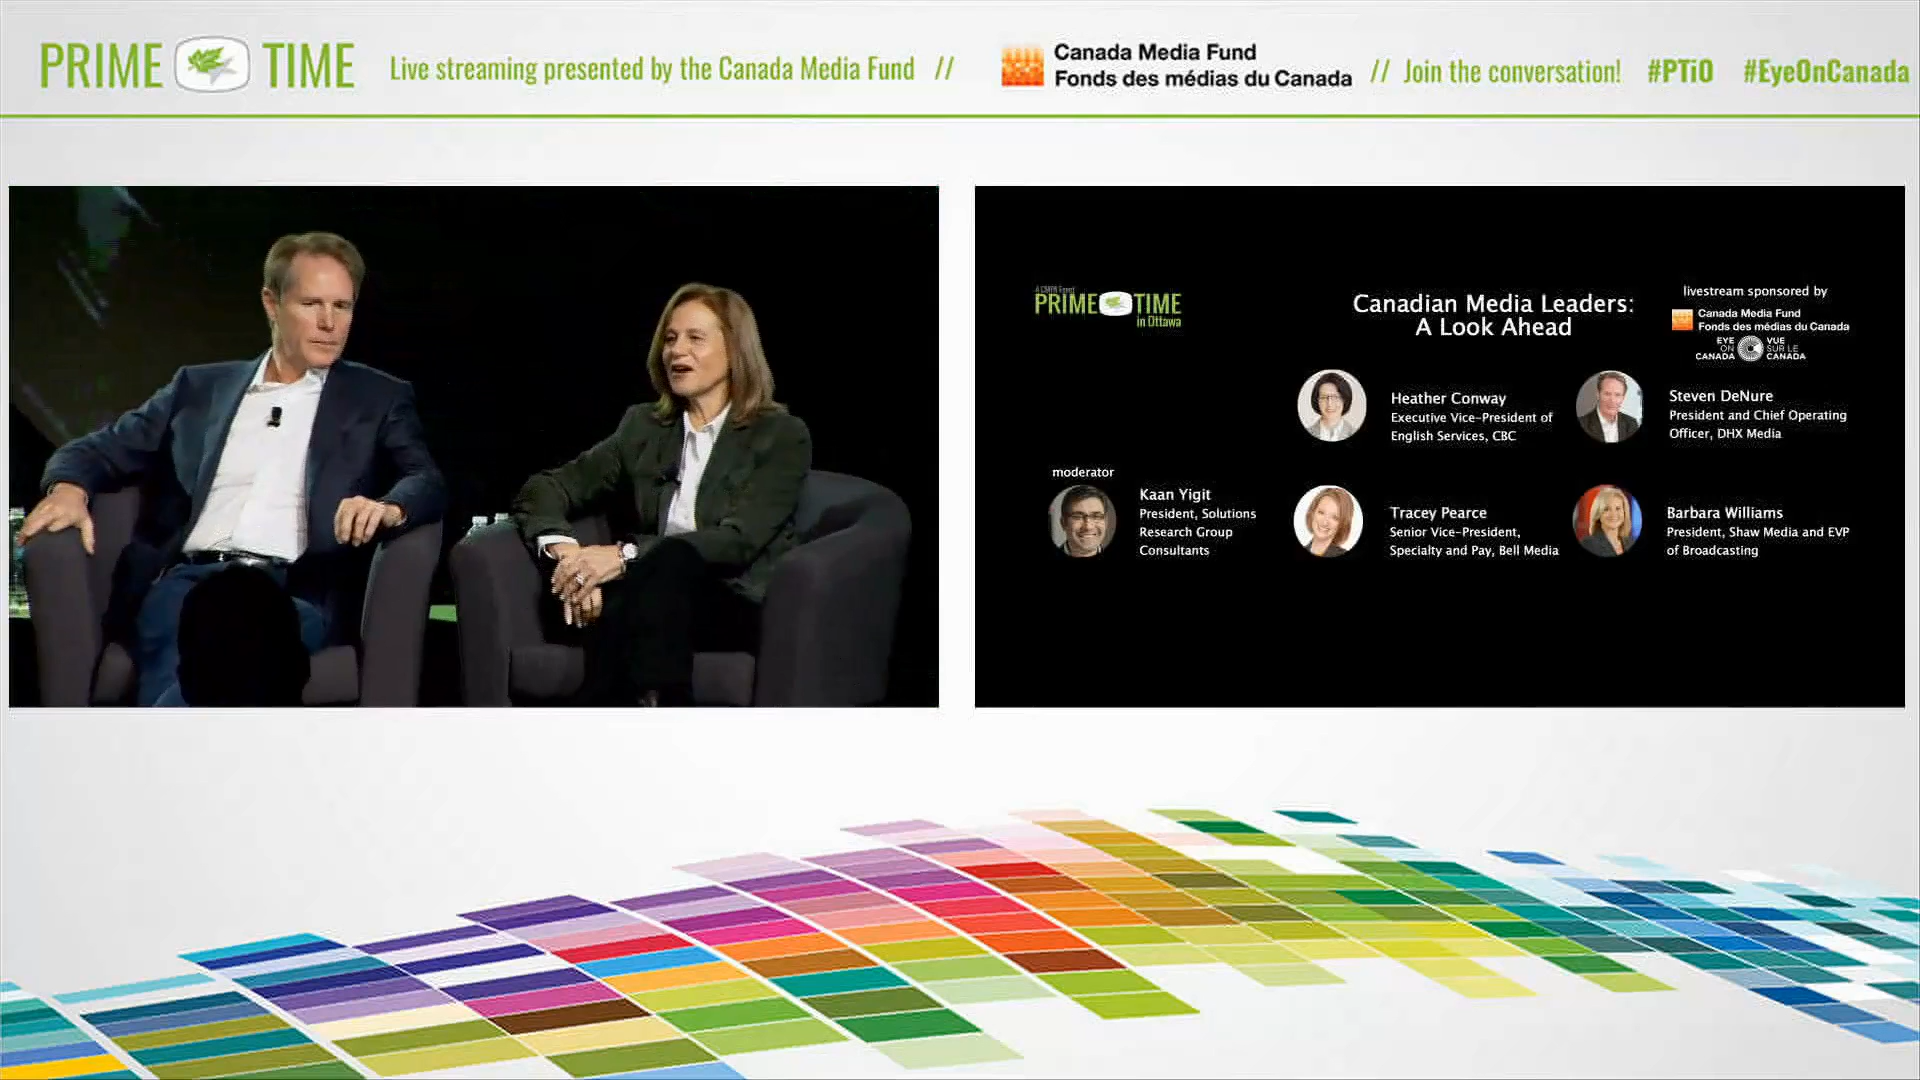 PRIME TIME
Live streaming presented by the Canada Media Fund //
Canada Media Fund
Fonds des médias du Canada
// Join the conversation! #PTiO #EyeOnCanada
PRIME TIME
in Ottawa
Canadian Media Leaders:
A Look Ahead
livestream sponsored by
Canada Media Fund
Fonds des médias du Canada
EYE
ON
CANADA
VUE
SUR LE
CANADA
Heather Conway
Executive Vice-President of
English Services, CBC
Steven DeNure
President and Chief Operating
Officer, DHX Media
moderator
Kaan Yigit
President, Solutions
Research Group
Consultants
Tracey Pearce
Senior Vice-President,
Specialty and Pay, Bell Media
Barbara Williams
President, Shaw Media and EVP
of Broadcasting